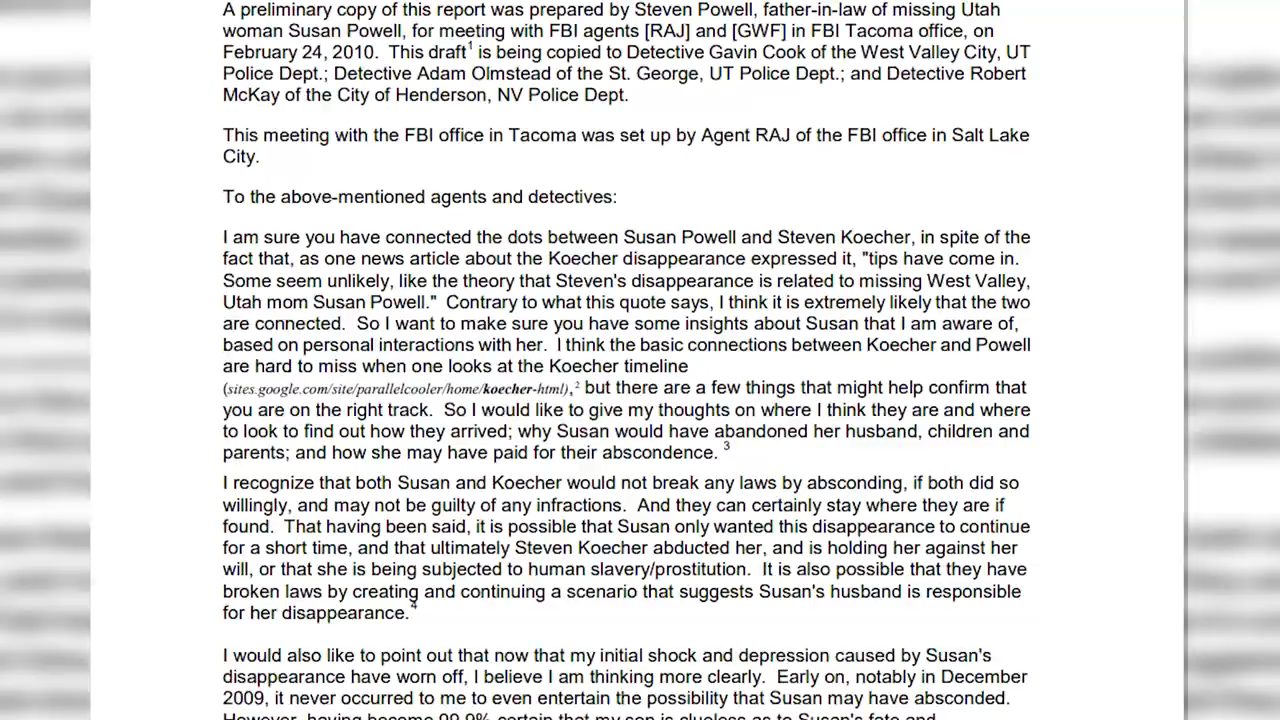 A preliminary copy of this report was prepared by Steven Powell, father-in-law of missing Utah
woman Susan Powell, for meeting with FBI agents [RAJ] and [GWF] in FBI Tacoma office, on
February 24, 2010.  This draft1 is being copied to Detective Gavin Cook of the West Valley City, UT
Police Dept.; Detective Adam Olmstead of the St. George, UT Police Dept.; and Detective Robert
McKay of the City of Henderson, NV Police Dept.
This meeting with the FBI office in Tacoma was set up by Agent RAJ of the FBI office in Salt Lake
City.
To the above-mentioned agents and detectives:
I am sure you have connected the dots between Susan Powell and Steven Koecher, in spite of the
fact that, as one news article about the Koecher disappearance expressed it, "tips have come in.
Some seem unlikely, like the theory that Steven's disappearance is related to missing West Valley,
Utah mom Susan Powell."  Contrary to what this quote says, I think it is extremely likely that the two
are connected.  So I want to make sure you have some insights about Susan that I am aware of,
based on personal interactions with her.  I think the basic connections between Koecher and Powell
are hard to miss when one looks at the Koecher timeline
(sites.google.com/site/parallelcooler/home/koecher-html),2 but there are a few things that might help confirm that
you are on the right track.  So I would like to give my thoughts on where I think they are and where
to look to find out how they arrived; why Susan would have abandoned her husband, children and
parents; and how she may have paid for their abscondence. 3
I recognize that both Susan and Koecher would not break any laws by absconding, if both did so
willingly, and may not be guilty of any infractions.  And they can certainly stay where they are if
found.  That having been said, it is possible that Susan only wanted this disappearance to continue
for a short time, and that ultimately Steven Koecher abducted her, and is holding her against her
will, or that she is being subjected to human slavery/prostitution.  It is also possible that they have
broken laws by creating and continuing a scenario that suggests Susan's husband is responsible
for her disappearance.4
I would also like to point out that now that my initial shock and depression caused by Susan's
disappearance have worn off, I believe I am thinking more clearly.  Early on, notably in December
2009, it never occurred to me to even entertain the possibility that Susan may have absconded.
However, having become 99.9% certain that my son is clueless as to Susan's fate and